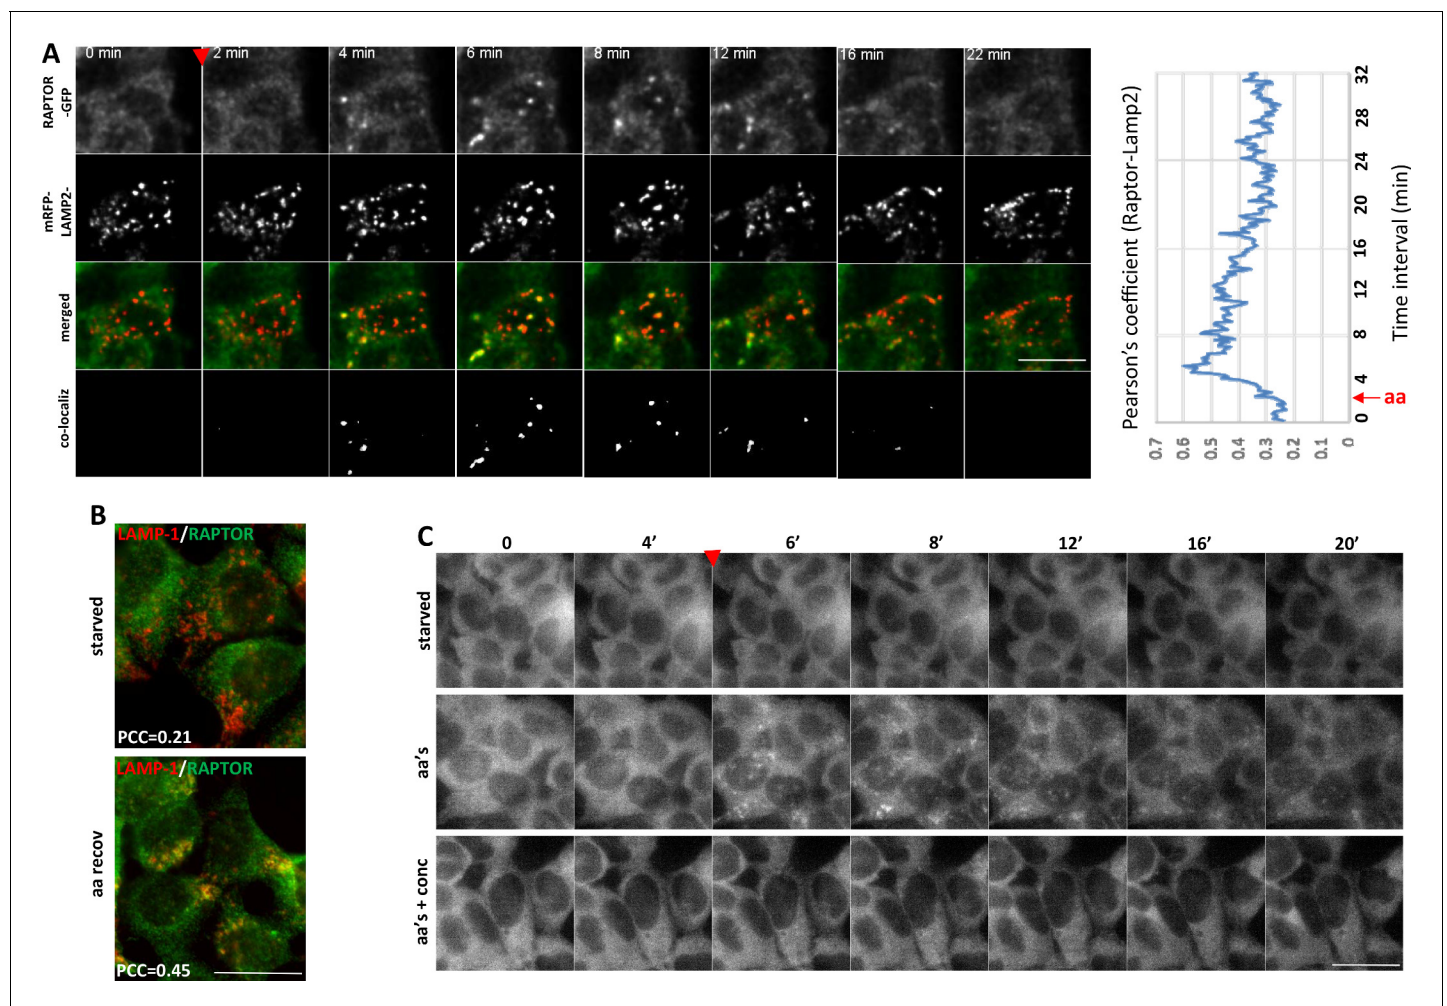 A
0 min
2 min
4 min
6 min
8 min
12 min
16 min
22 min
RAPTOR
-GFP
mRFP-
LAMP2-
merged
co-localiz
Pearson's coefficient (Raptor-Lamp2)
0.7
0.6
0.5
0.4
0.3
0.1
0
0
4
8
12
16
20
24
28
32
Time interval (min)
aa
B
LAMP-1/RAPTOR
starved
PCC=0.21
LAMP-1/RAPTOR
aa recov
PCC=0.45
C
0
4’
6’
8’
12’
16’
20’
starved
aa’s
aa’s + conc